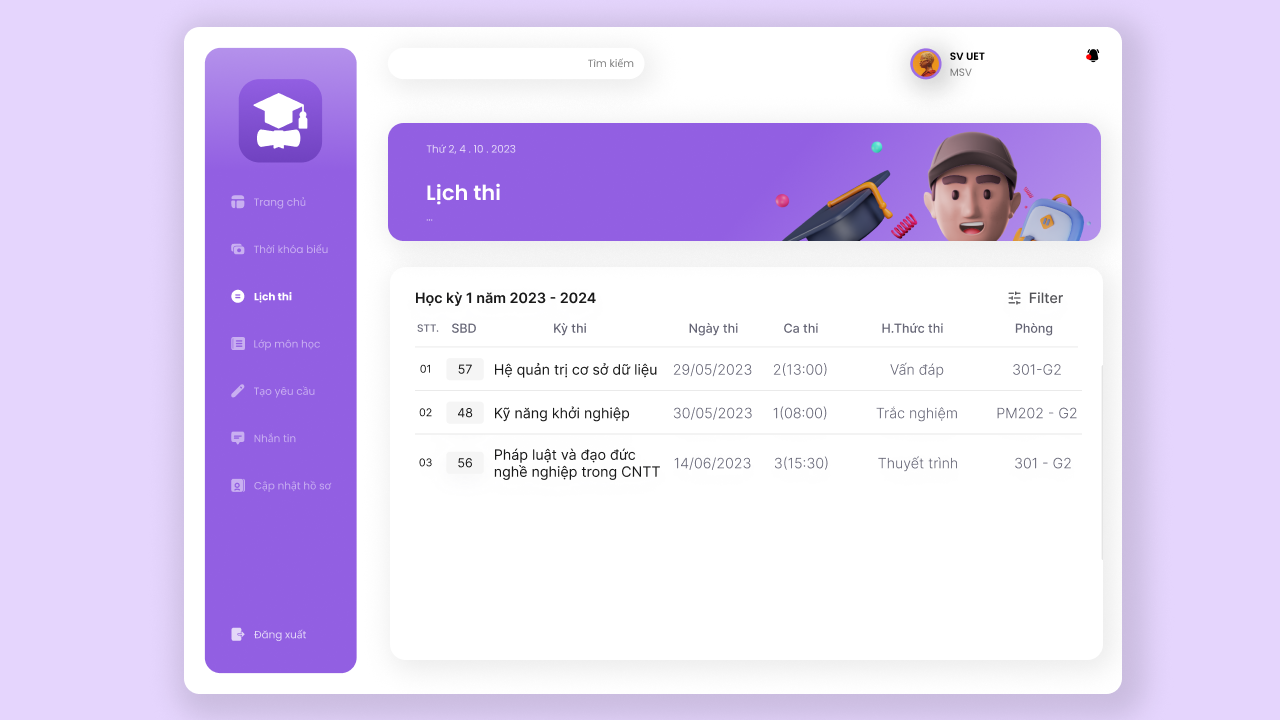 Tìm kiếm
SV UET
MSV
Thứ 2, 4 . 10 . 2023
Lịch thi
...
Trang chủ
Thời khóa biểu
Lịch thi
Lớp môn học
Tạo yêu cầu
Nhắn tin
Cập nhật hồ sơ
Đăng xuất
Học kỳ 1 năm 2023 - 2024
Filter
STT. SBD Kỳ thi Ngày thi Ca thi H.Thức thi Phòng
01 57 Hệ quản trị cơ sở dữ liệu 29/05/2023 2(13:00) Vấn đáp 301-G2
02 48 Kỹ năng khởi nghiệp 30/05/2023 1(08:00) Trắc nghiệm PM202 - G2
03 56 Pháp luật và đạo đức
nghề nghiệp trong CNTT 14/06/2023 3(15:30) Thuyết trình 301 - G2